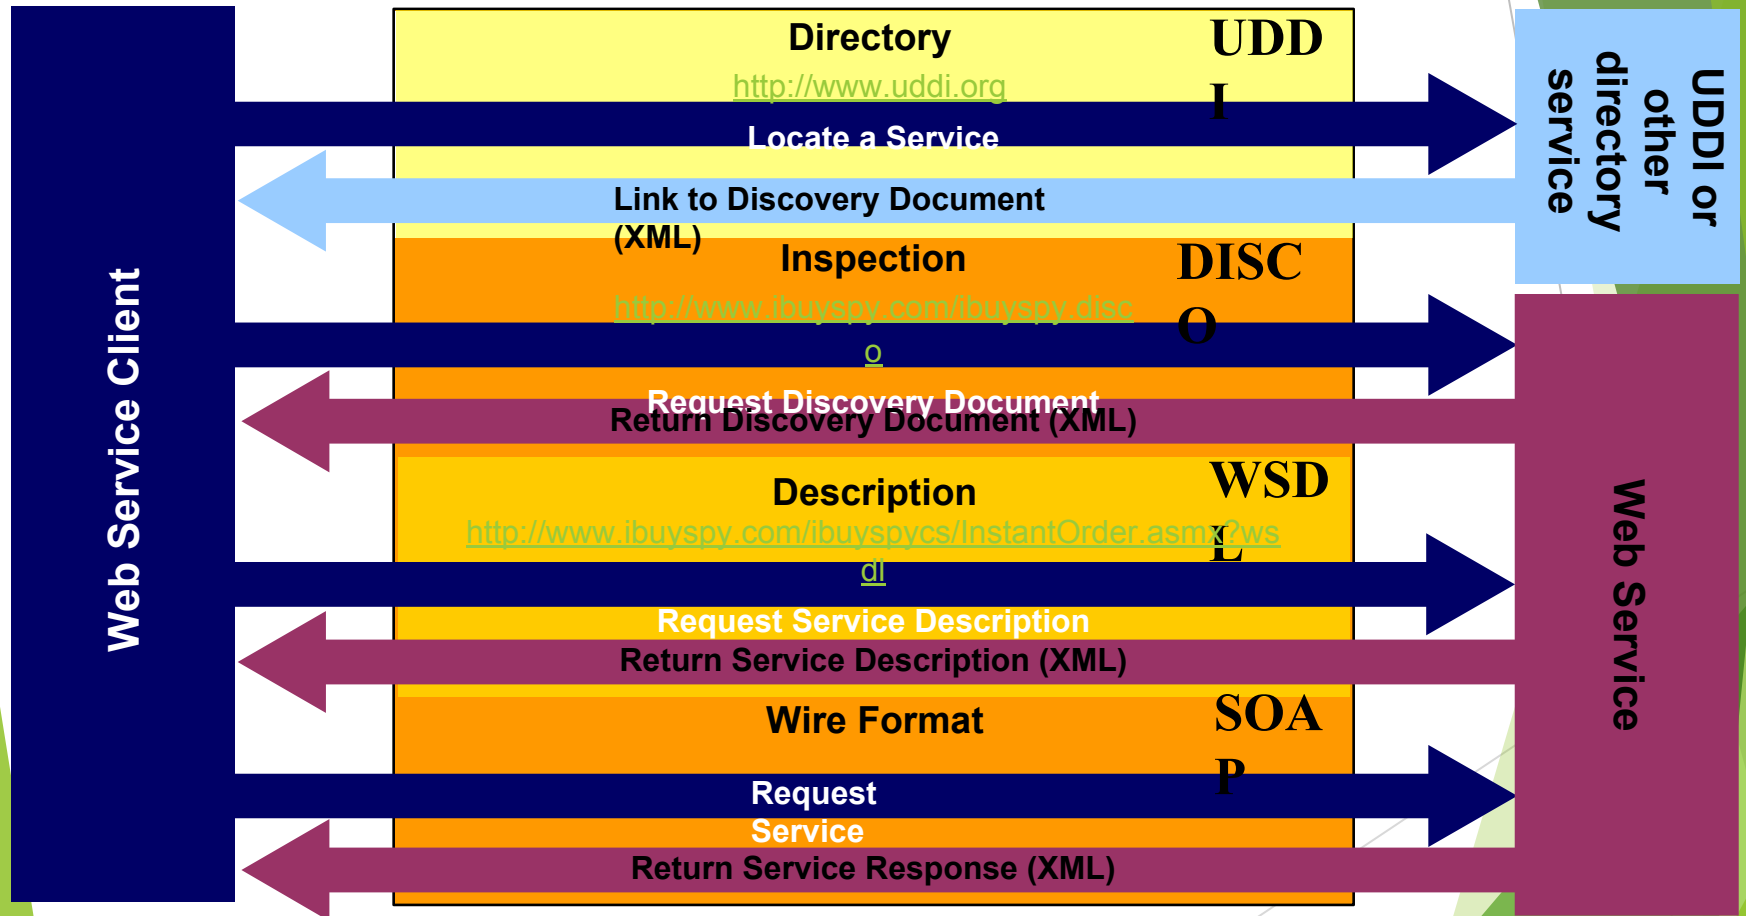 Web Service Client
Directory
UDD
I
http://www.uddi.org
Locate a Service
Link to Discovery Document
(XML)
Inspection
DISC
O
http://www.ibuyspy.com/ibuyspy.disc
o
Request Discovery Document
Return Discovery Document (XML)
Description
WSD
L
http://www.ibuyspy.com/ibuyspycs/InstantOrder.asmx?ws
dl
Request Service Description
Return Service Description (XML)
Wire Format
SOA
P
Request
Service
Return Service Response (XML)
UDDI or
other
directory
service
Web Service